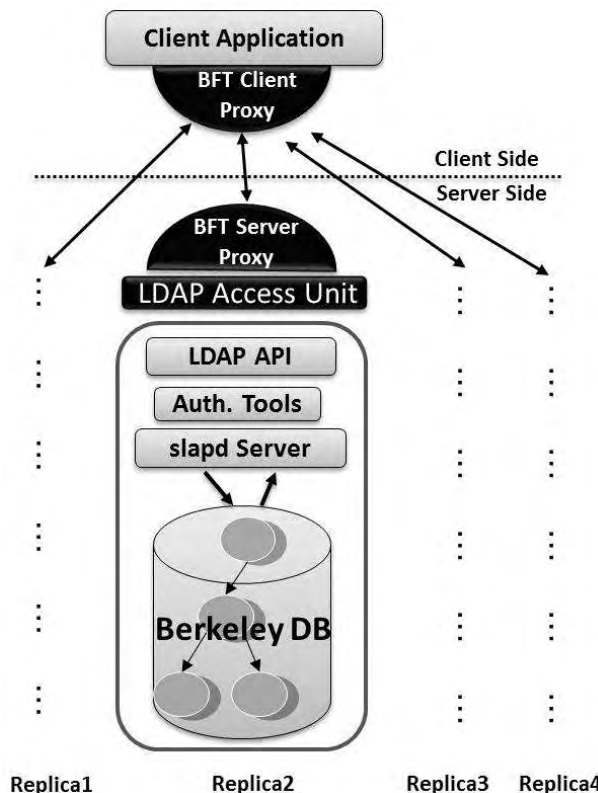 Client Application
BFT Client
Proxy
Client Side
Server Side
BFT Server
Proxy
LDAP Access Unit
LDAP API
Auth. Tools
slapd Server
Berkeley DB
Replica1
Replica2
Replica3
Replica4